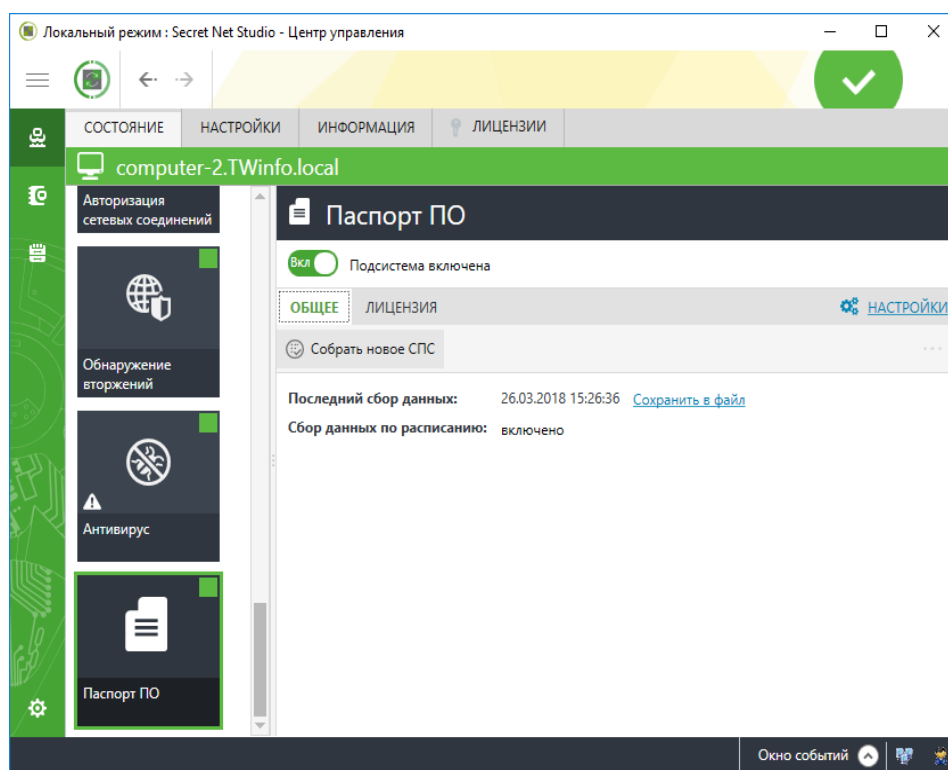 Локальный режим : Secret Net Studio - Центр управления
СОСТОЯНИЕ НАСТРОЙКИ ИНФОРМАЦИЯ ЛИЦЕНЗИИ
computer-2.TWinfo.local
Авторизация
сетевых соединений
Обнаружение
вторжений
Антивирус
Паспорт ПО
Паспорт ПО
Вкл Подсистема включена
ОБЩЕЕ ЛИЦЕНЗИЯ НАСТРОЙКИ
Собрать новое СПС
Последний сбор данных: 26.03.2018 15:26:36 Сохранить в файл
Сбор данных по расписанию: включено
Окно событий